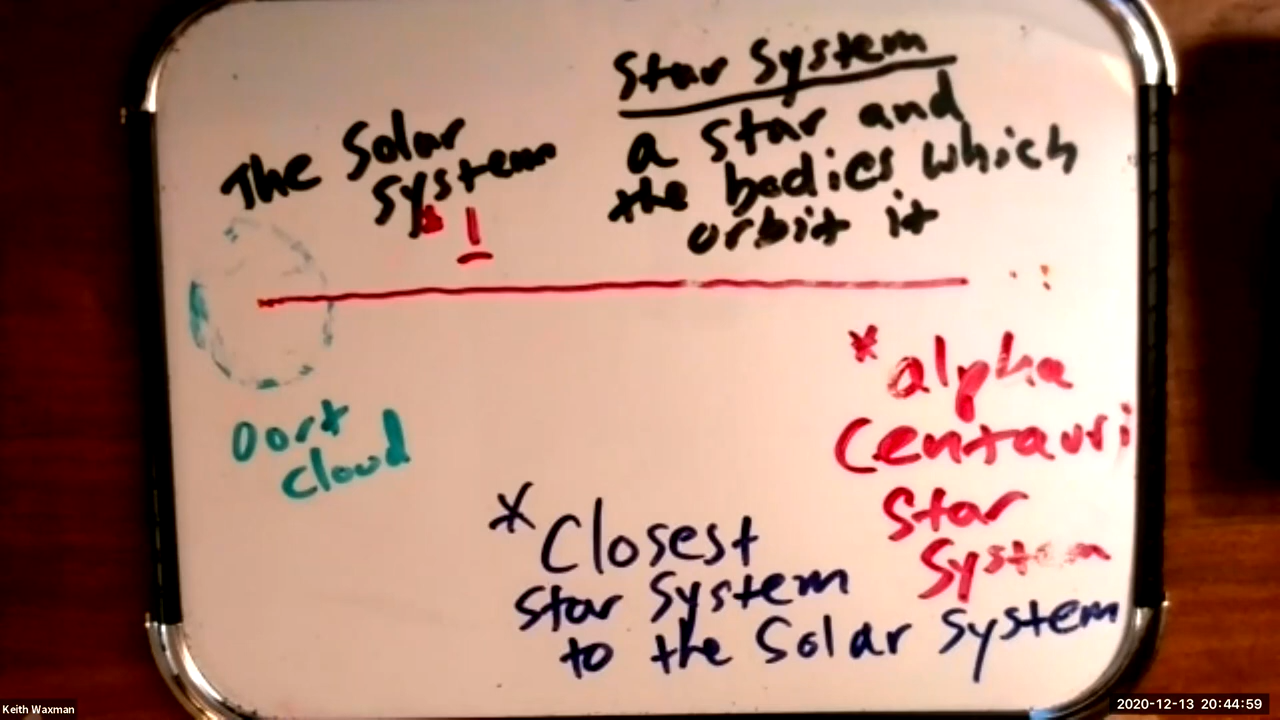 The Solar
System
Star System
a star and
the bodies which
orbit it
Oort
cloud
* alpha
Centauri
Star
System
* Closest
Star System
to the Solar System
Keith Waxman
2020-12-13 20:44:59